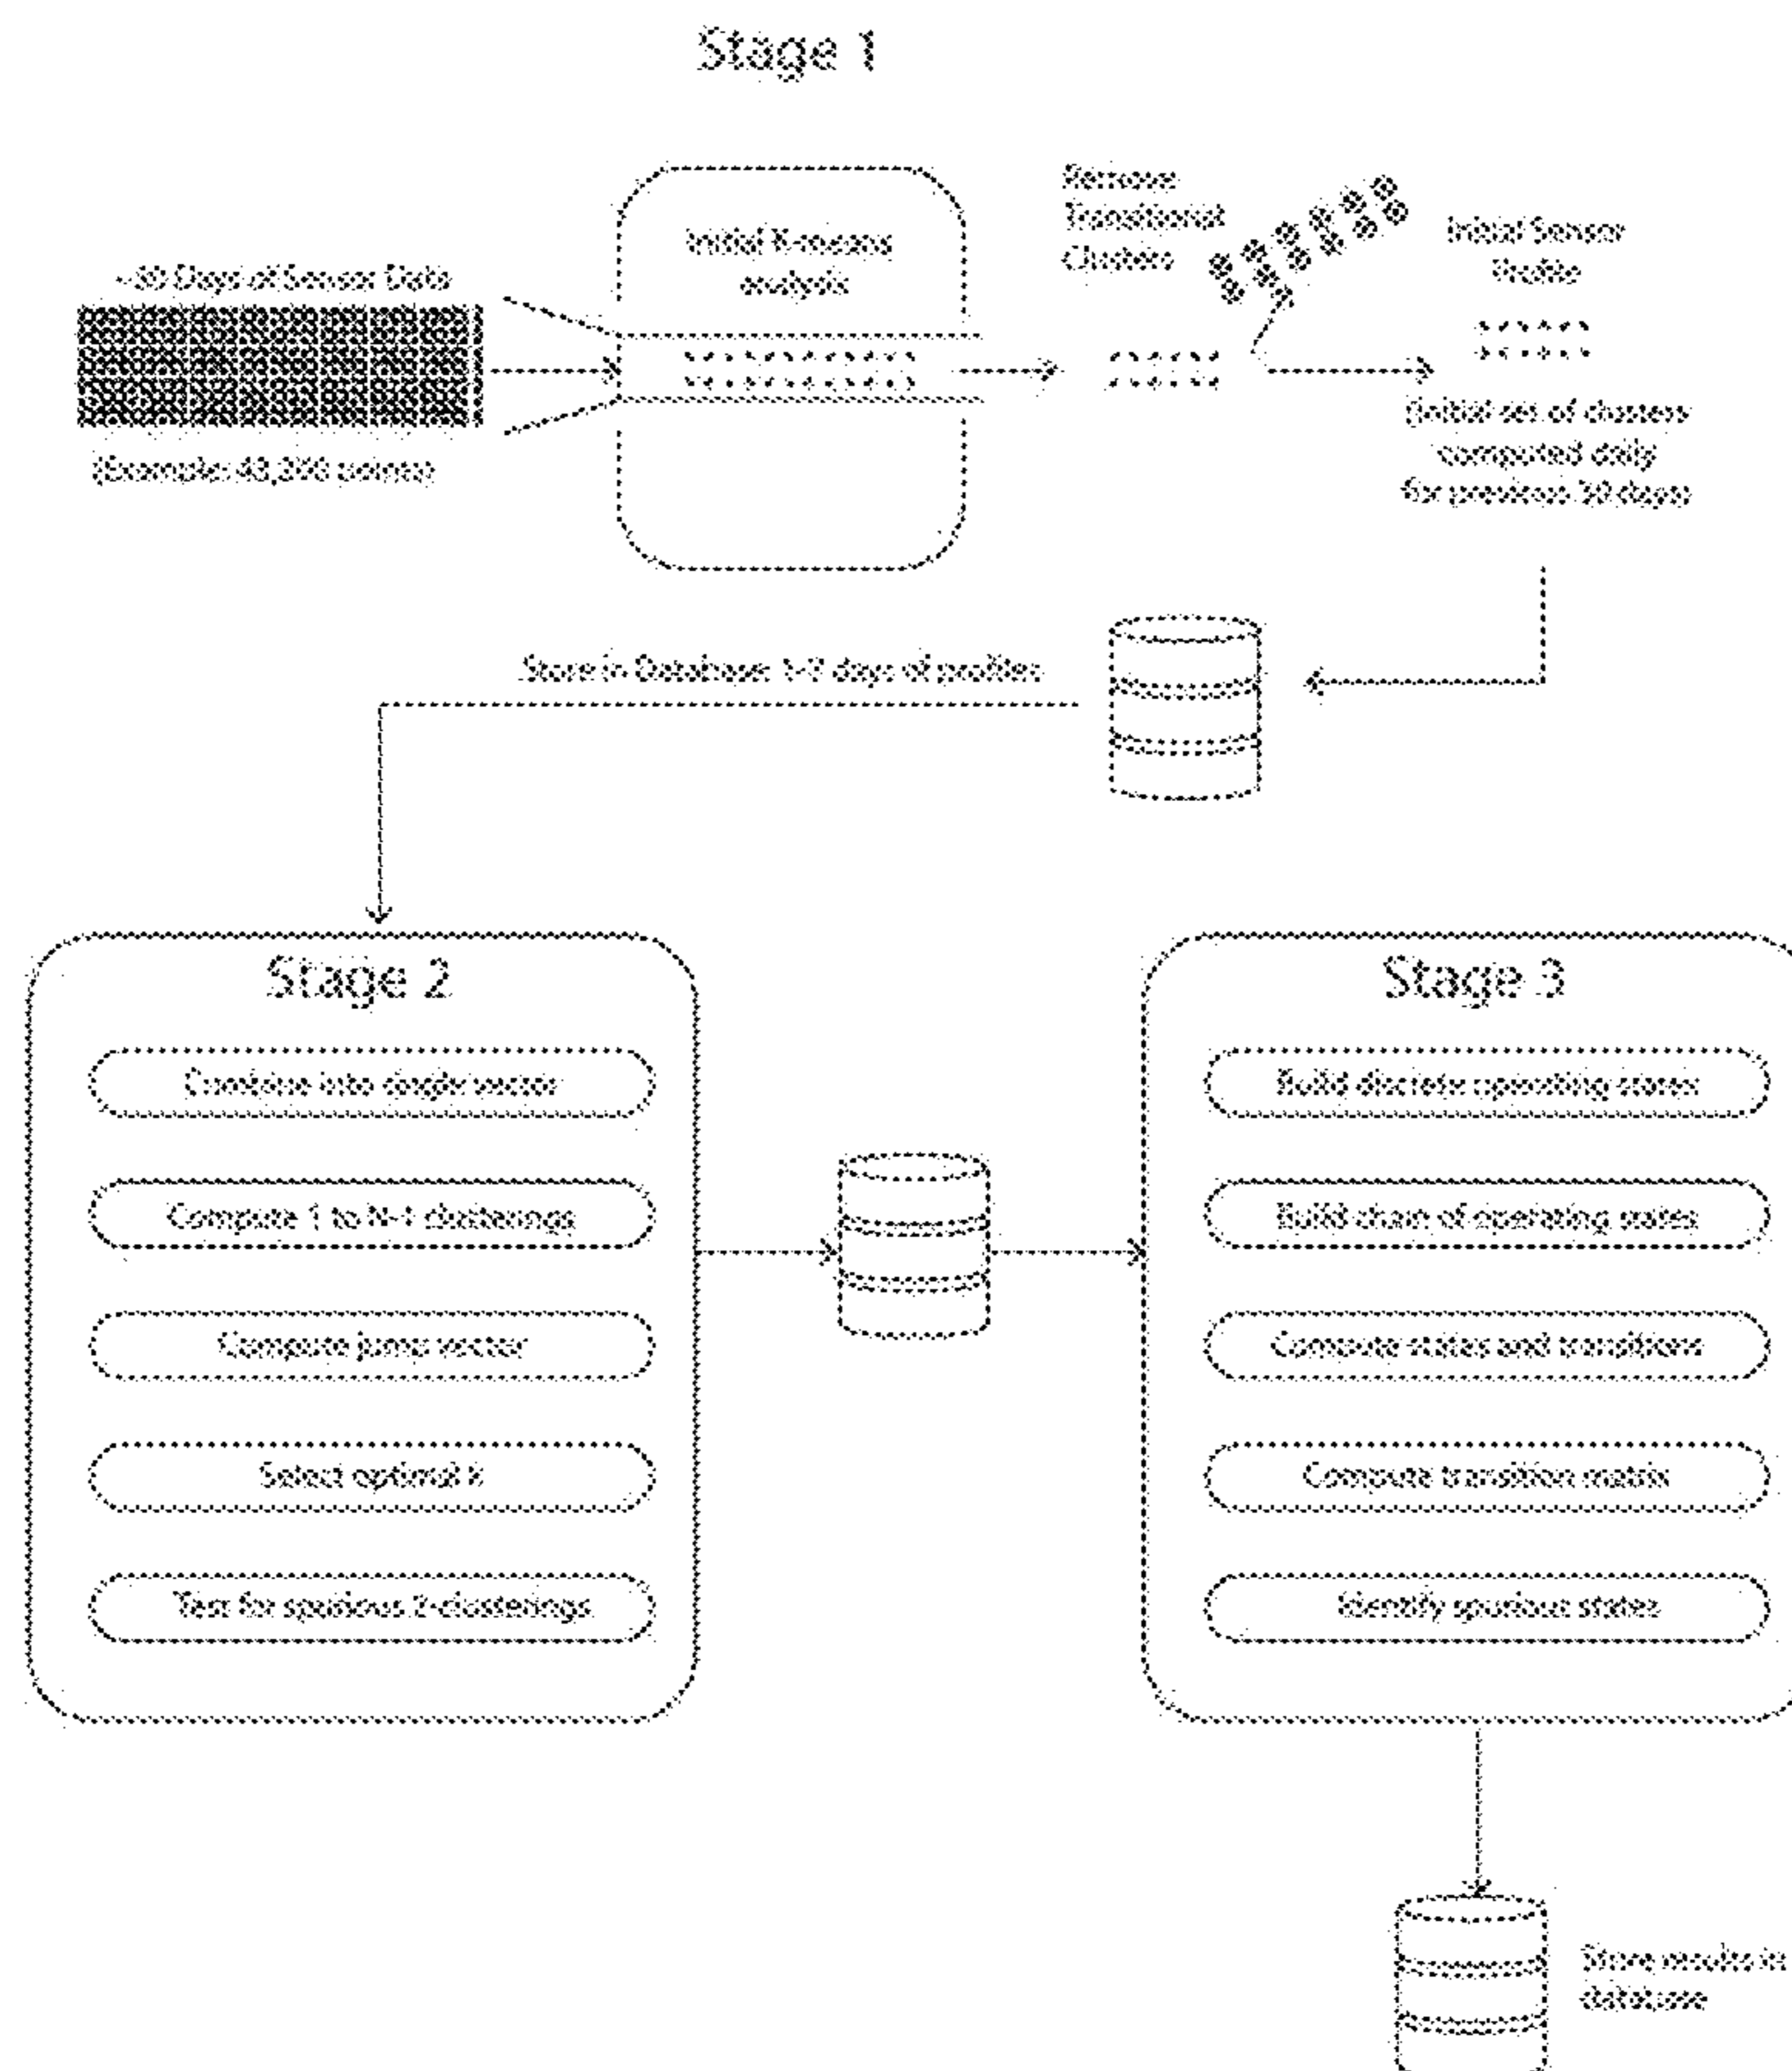 Stage 1
~30 Days of Sensor Data
(Example: 43,200 points)
Initial K-means
analysis
Remove
Transitional
Clusters
Initial Sensor
Profile
(Initial set of clusters
computed daily
for previous 30 days)
Store in Database: 1-? days of profiles
Stage 2
Combine into single vector
Compute 1 to N-1 clusterings
Compute jump vector
Select optimal K
Test for spurious 2-clusterings
Stage 3
Build discrete operating states
Build chain of operating states
Compute states and transitions
Compute transition matrix
Identify spurious states
Store results in
database